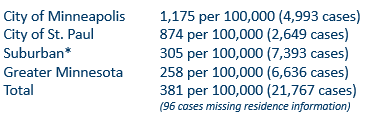 City of Minneapolis 1,175 per 100,000 (4,993 cases)
City of St. Paul 874 per 100,000 (2,649 cases)
Suburban* 305 per 100,000 (7,393 cases)
Greater Minnesota 258 per 100,000 (6,636 cases)
Total 381 per 100,000 (21,767 cases)
(96 cases missing residence information)